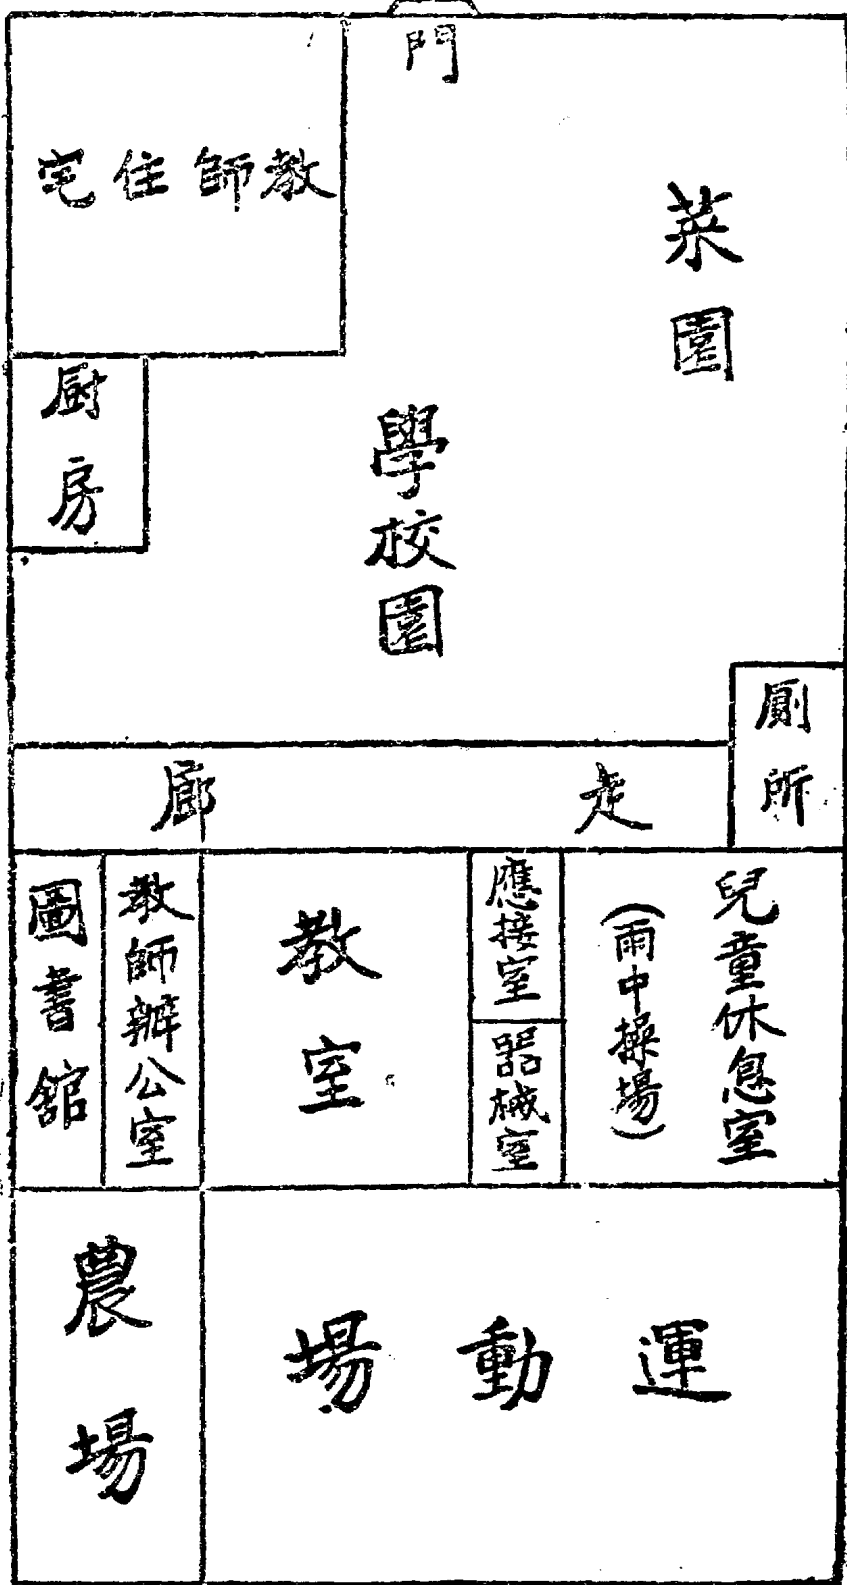 門
教師住宅
菜園
厨房
學校園
厠所
走廊
兒童休息室
(雨中操場)
應接室
器械室
教室
教師辦公室
圖書館
運動場
農場